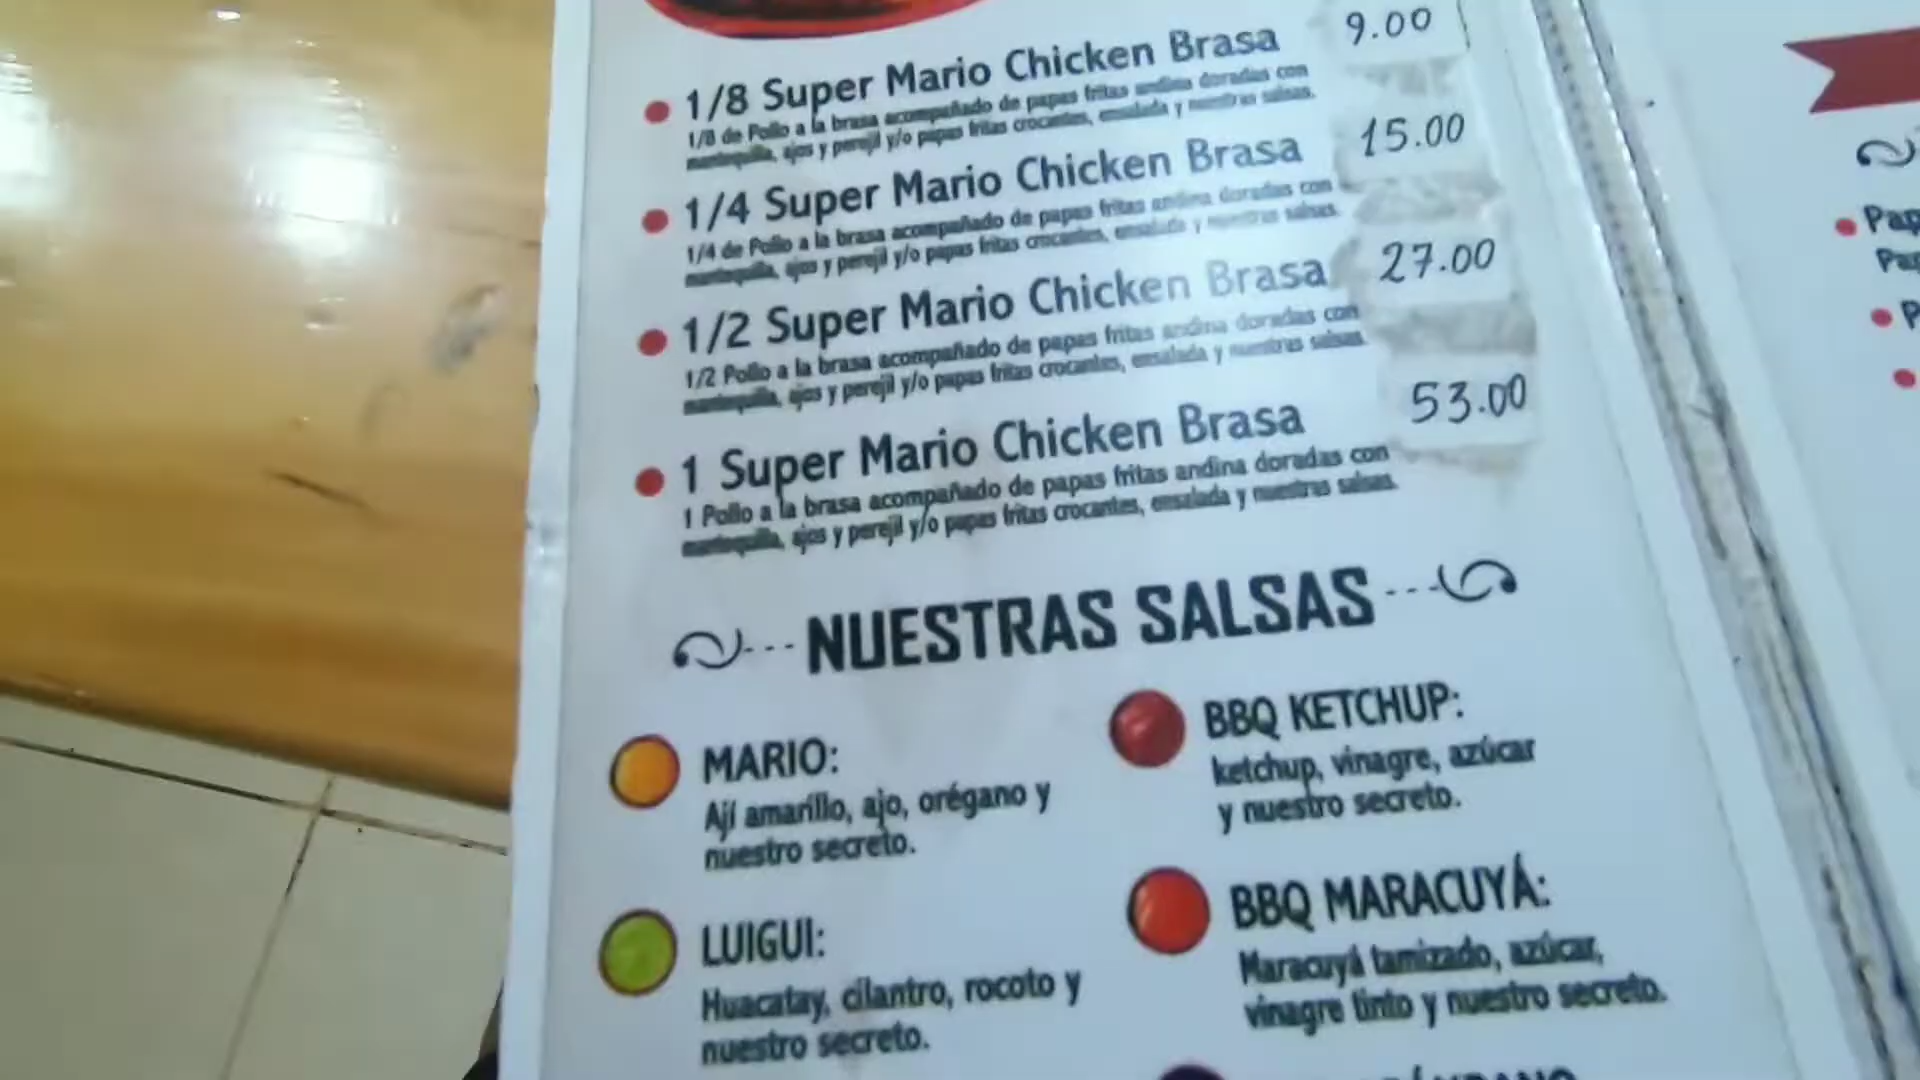 1/8 Super Mario Chicken Brasa 9.00
1/8 de Pollo a la brasa acompañado de papas fritas andina doradas con
mantequilla, ajos y perejil y/o papas fritas crocantes, ensalada y nuestras salsas.
1/4 Super Mario Chicken Brasa 15.00
1/4 de Pollo a la brasa acompañado de papas fritas andina doradas con
mantequilla, ajos y perejil y/o papas fritas crocantes, ensalada y nuestras salsas.
1/2 Super Mario Chicken Brasa 27.00
1/2 Pollo a la brasa acompañado de papas fritas andina doradas con
mantequilla, ajos y perejil y/o papas fritas crocantes, ensalada y nuestras salsas.
1 Super Mario Chicken Brasa 53.00
1 Pollo a la brasa acompañado de papas fritas andina doradas con
mantequilla, ajos y perejil y/o papas fritas crocantes, ensalada y nuestras salsas.
NUESTRAS SALSAS
MARIO:
Ají amarillo, ajo, orégano y
nuestro secreto.
LUIGUI:
Huacatay, cilantro, rocoto y
nuestro secreto.
BBQ KETCHUP:
ketchup, vinagre, azúcar
y nuestro secreto.
BBQ MARACUYÁ:
Maracuyá tamizado, azúcar,
vinagre tinto y nuestro secreto.